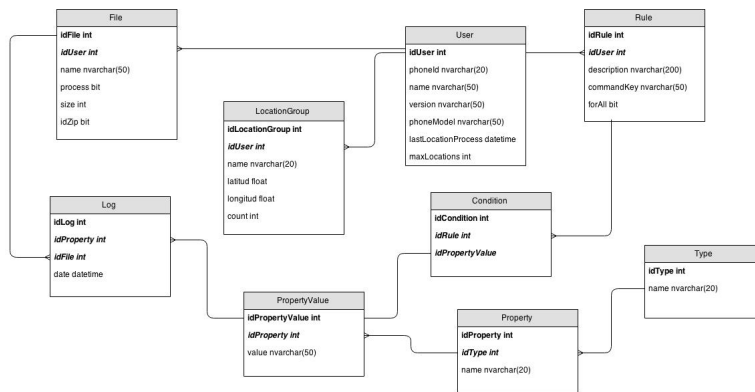 File
idFile int
idUser int
name nvarchar(50)
process bit
size int
idZip bit
User
idUser int
phoneId nvarchar(20)
name nvarchar(50)
version nvarchar(50)
phoneModel nvarchar(50)
lastLocationProcess datetime
maxLocations int
Rule
idRule int
idUser int
description nvarchar(200)
commandKey nvarchar(50)
forAll bit
LocationGroup
idLocationGroup int
idUser int
name nvarchar(20)
latitud float
longitud float
count int
Log
idLog int
idProperty int
idFile int
date datetime
Condition
idCondition int
idRule int
idPropertyValue
Type
idType int
name nvarchar(20)
PropertyValue
idPropertyValue int
idProperty int
value nvarchar(50)
Property
idProperty int
idType int
name nvarchar(20)